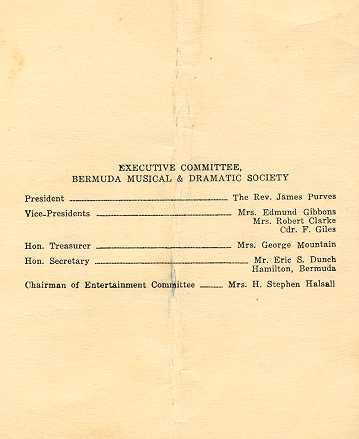 EXECUTIVE COMMITTEE,
BERMUDA MUSICAL & DRAMATIC SOCIETY
President The Rev. James Purves
Vice-Presidents Mrs. Edmund Gibbons
Mrs. Robert Clarke
Cdr. F. Giles
Hon. Treasurer Mrs. George Mountain
Hon. Secretary Mr. Eric S. Dunch
Hamilton, Bermuda
Chairman of Entertainment Committee Mrs. H. Stephen Halsall